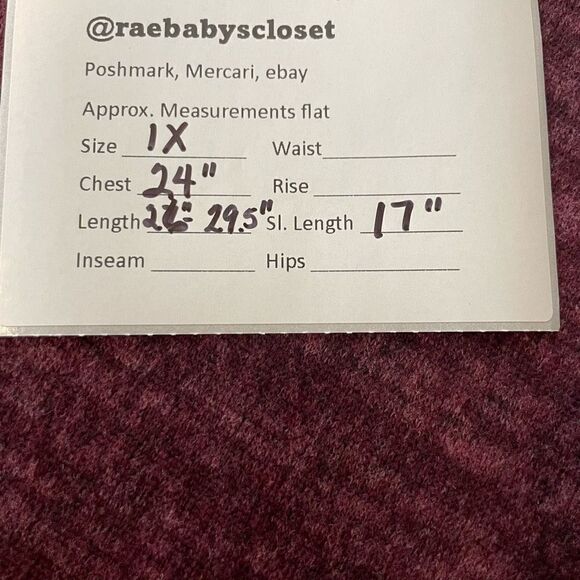 @raebabyscloset
Poshmark, Mercari, ebay
Approx. Measurements flat
Size 1X Waist
Chest 24" Rise
Length 29.5" Sl. Length 17"
Inseam Hips